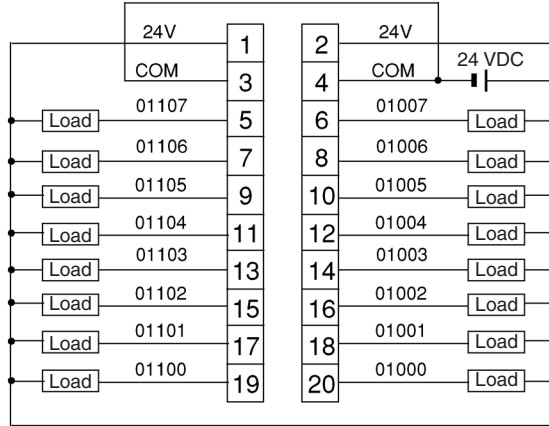 24V 1 2 24V
COM 3 4 COM 24 VDC
Load 01107 5 6 01007 Load
Load 01106 7 8 01006 Load
Load 01105 9 10 01005 Load
Load 01104 11 12 01004 Load
Load 01103 13 14 01003 Load
Load 01102 15 16 01002 Load
Load 01101 17 18 01001 Load
Load 01100 19 20 01000 Load